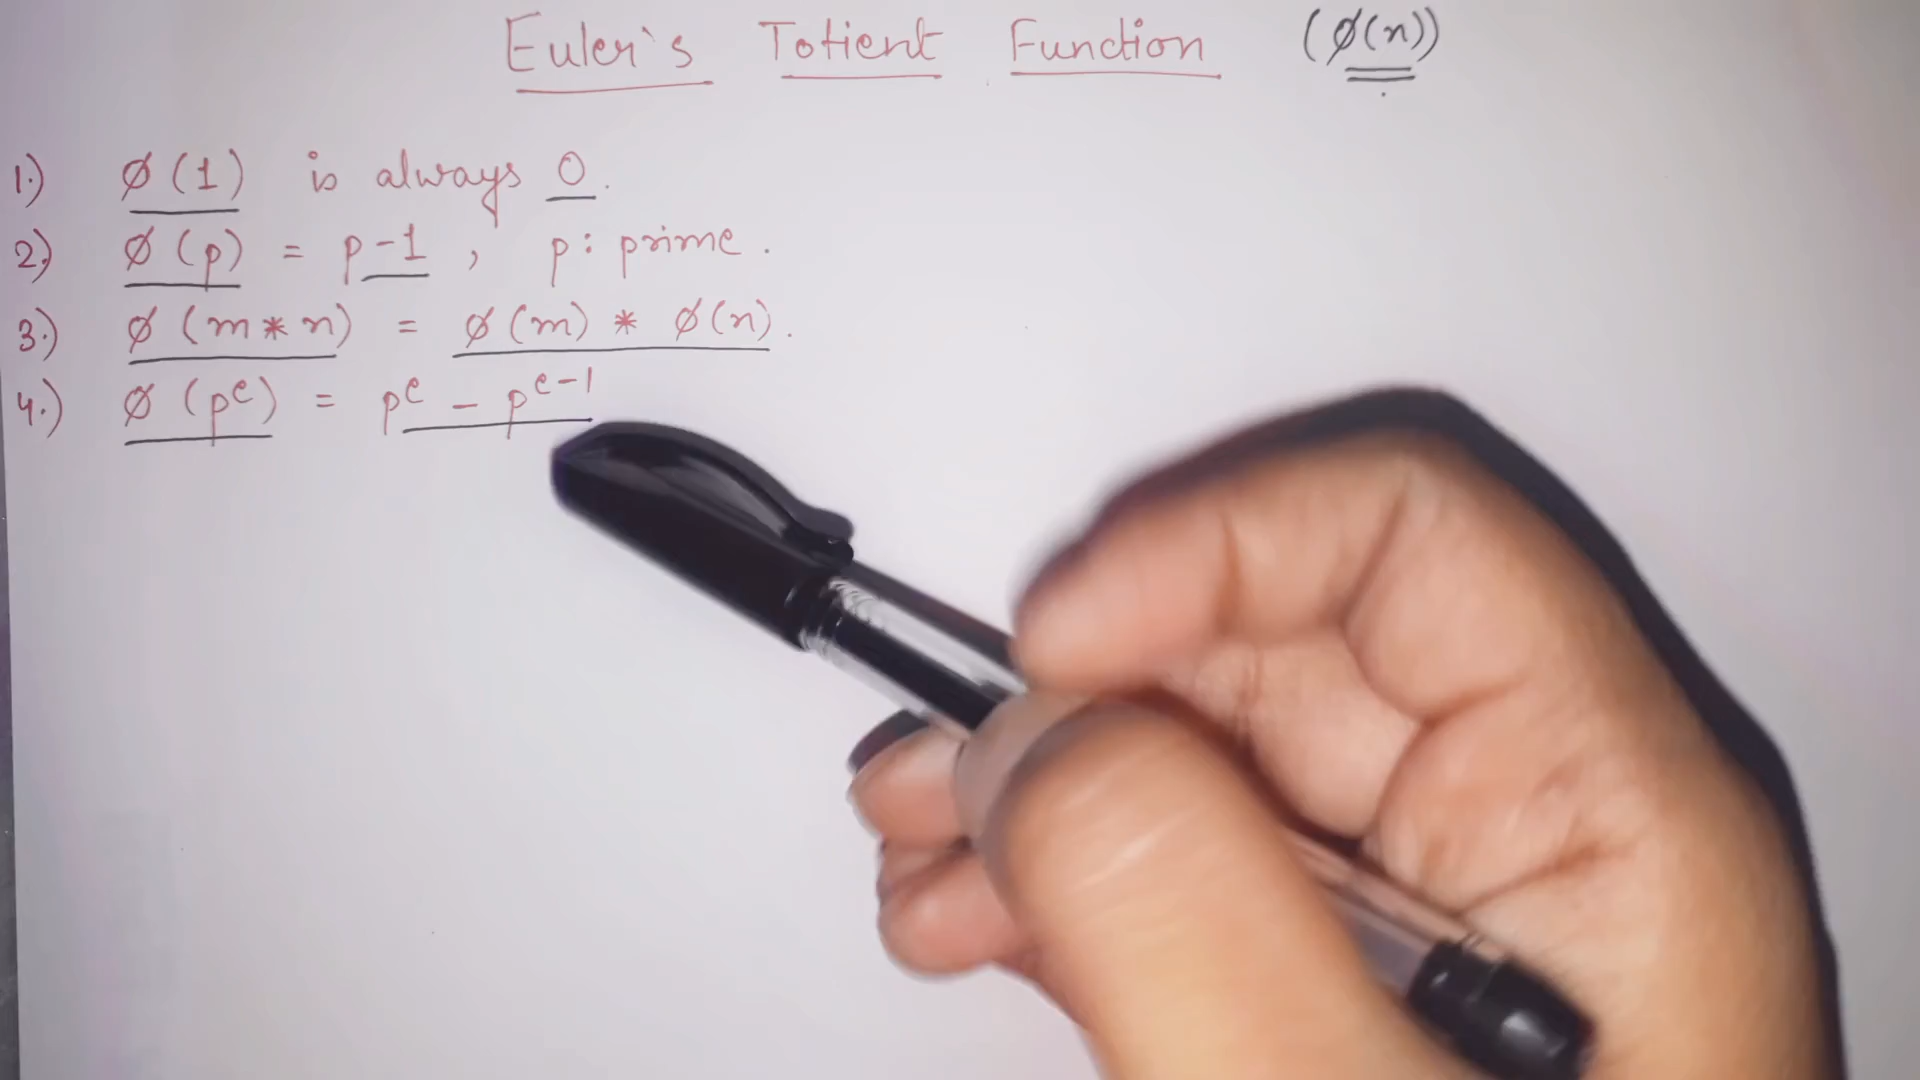 Euler's Totient Function (ϕ(n))
1.) ϕ(1) is always 0.
2.) ϕ(p) = p-1, p: prime.
3.) ϕ(m*n) = ϕ(m) * ϕ(n).
4.) ϕ(p^e) = p^e - p^{e-1}